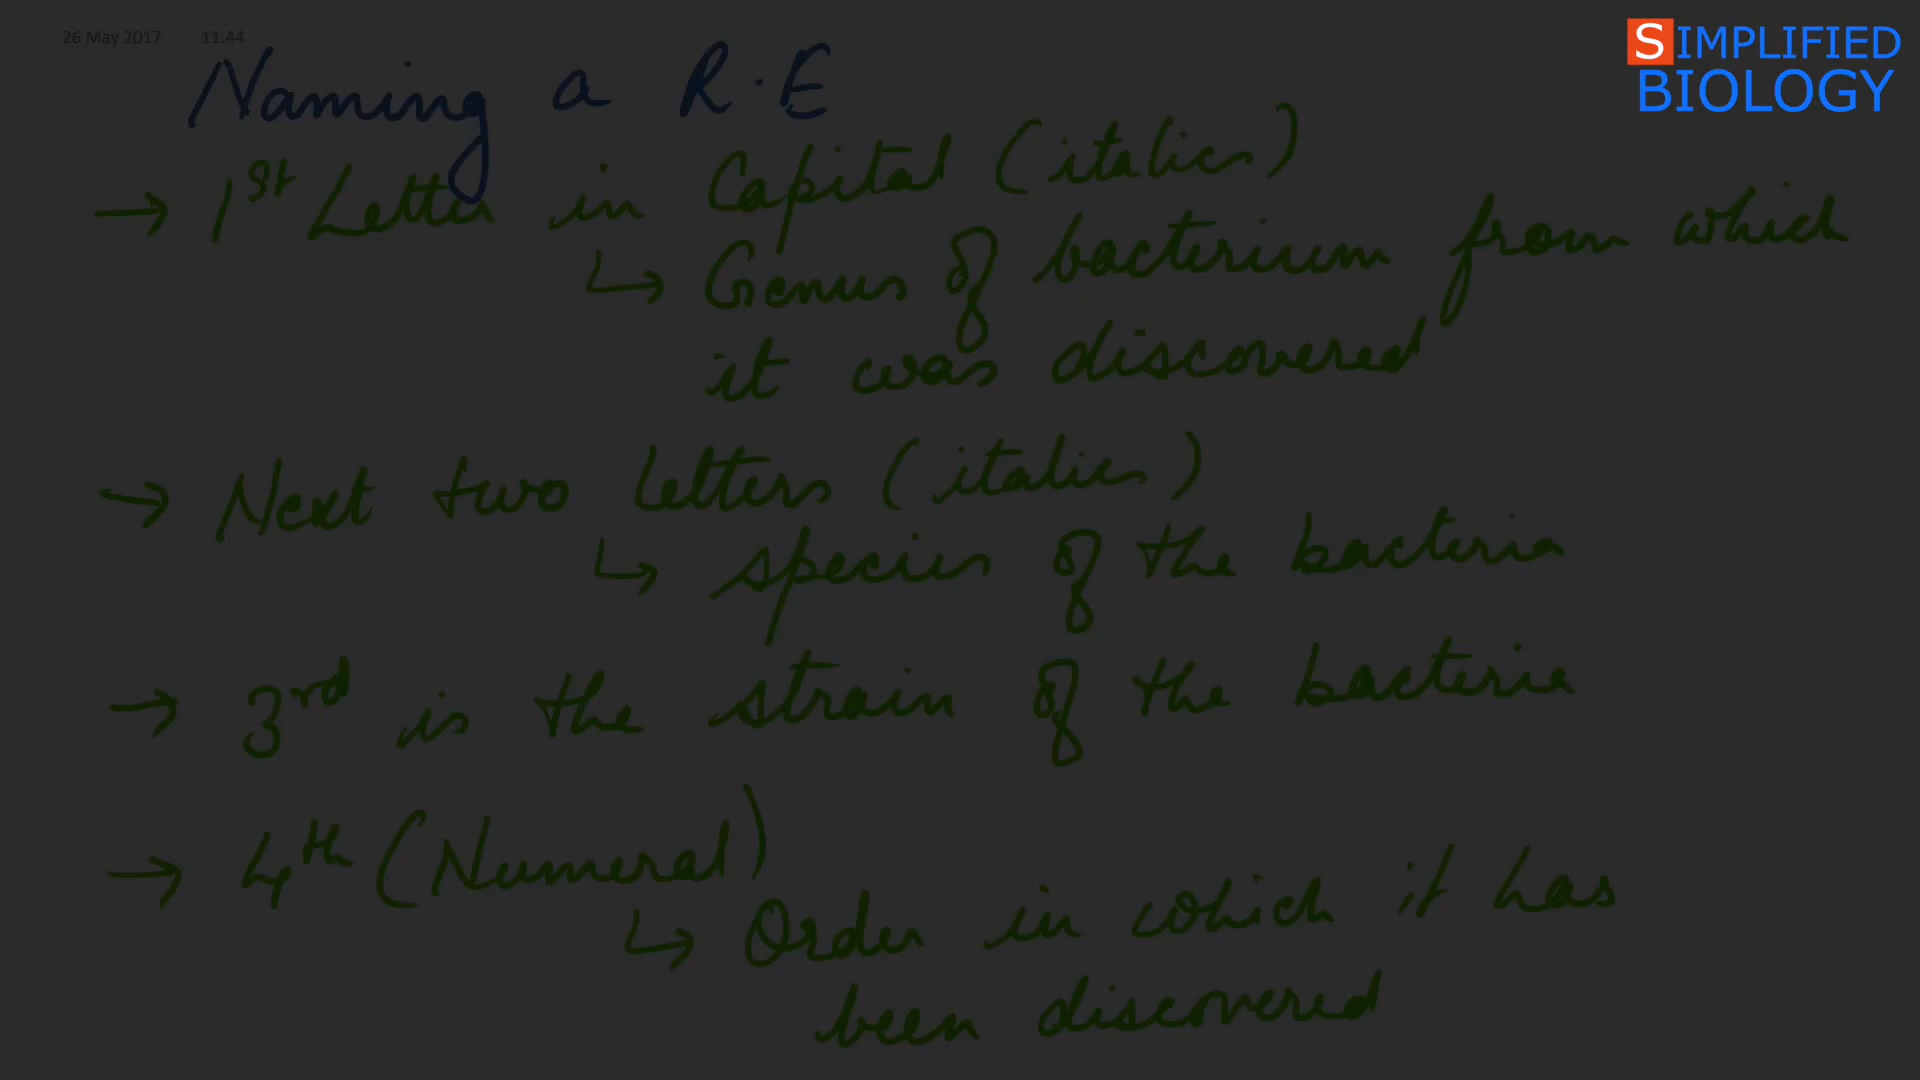 26 May 2017 11:44
SIMPLIFIED
BIOLOGY
Naming a R.E
→ 1st Letter in Capital (italics)
↳ Genus of bacterium from which
it was discovered
→ Next two letters (italics)
↳ species of the bacteria
→ 3rd is the strain of the bacteria
→ 4th (Numeral)
↳ Order in which it has
been discovered